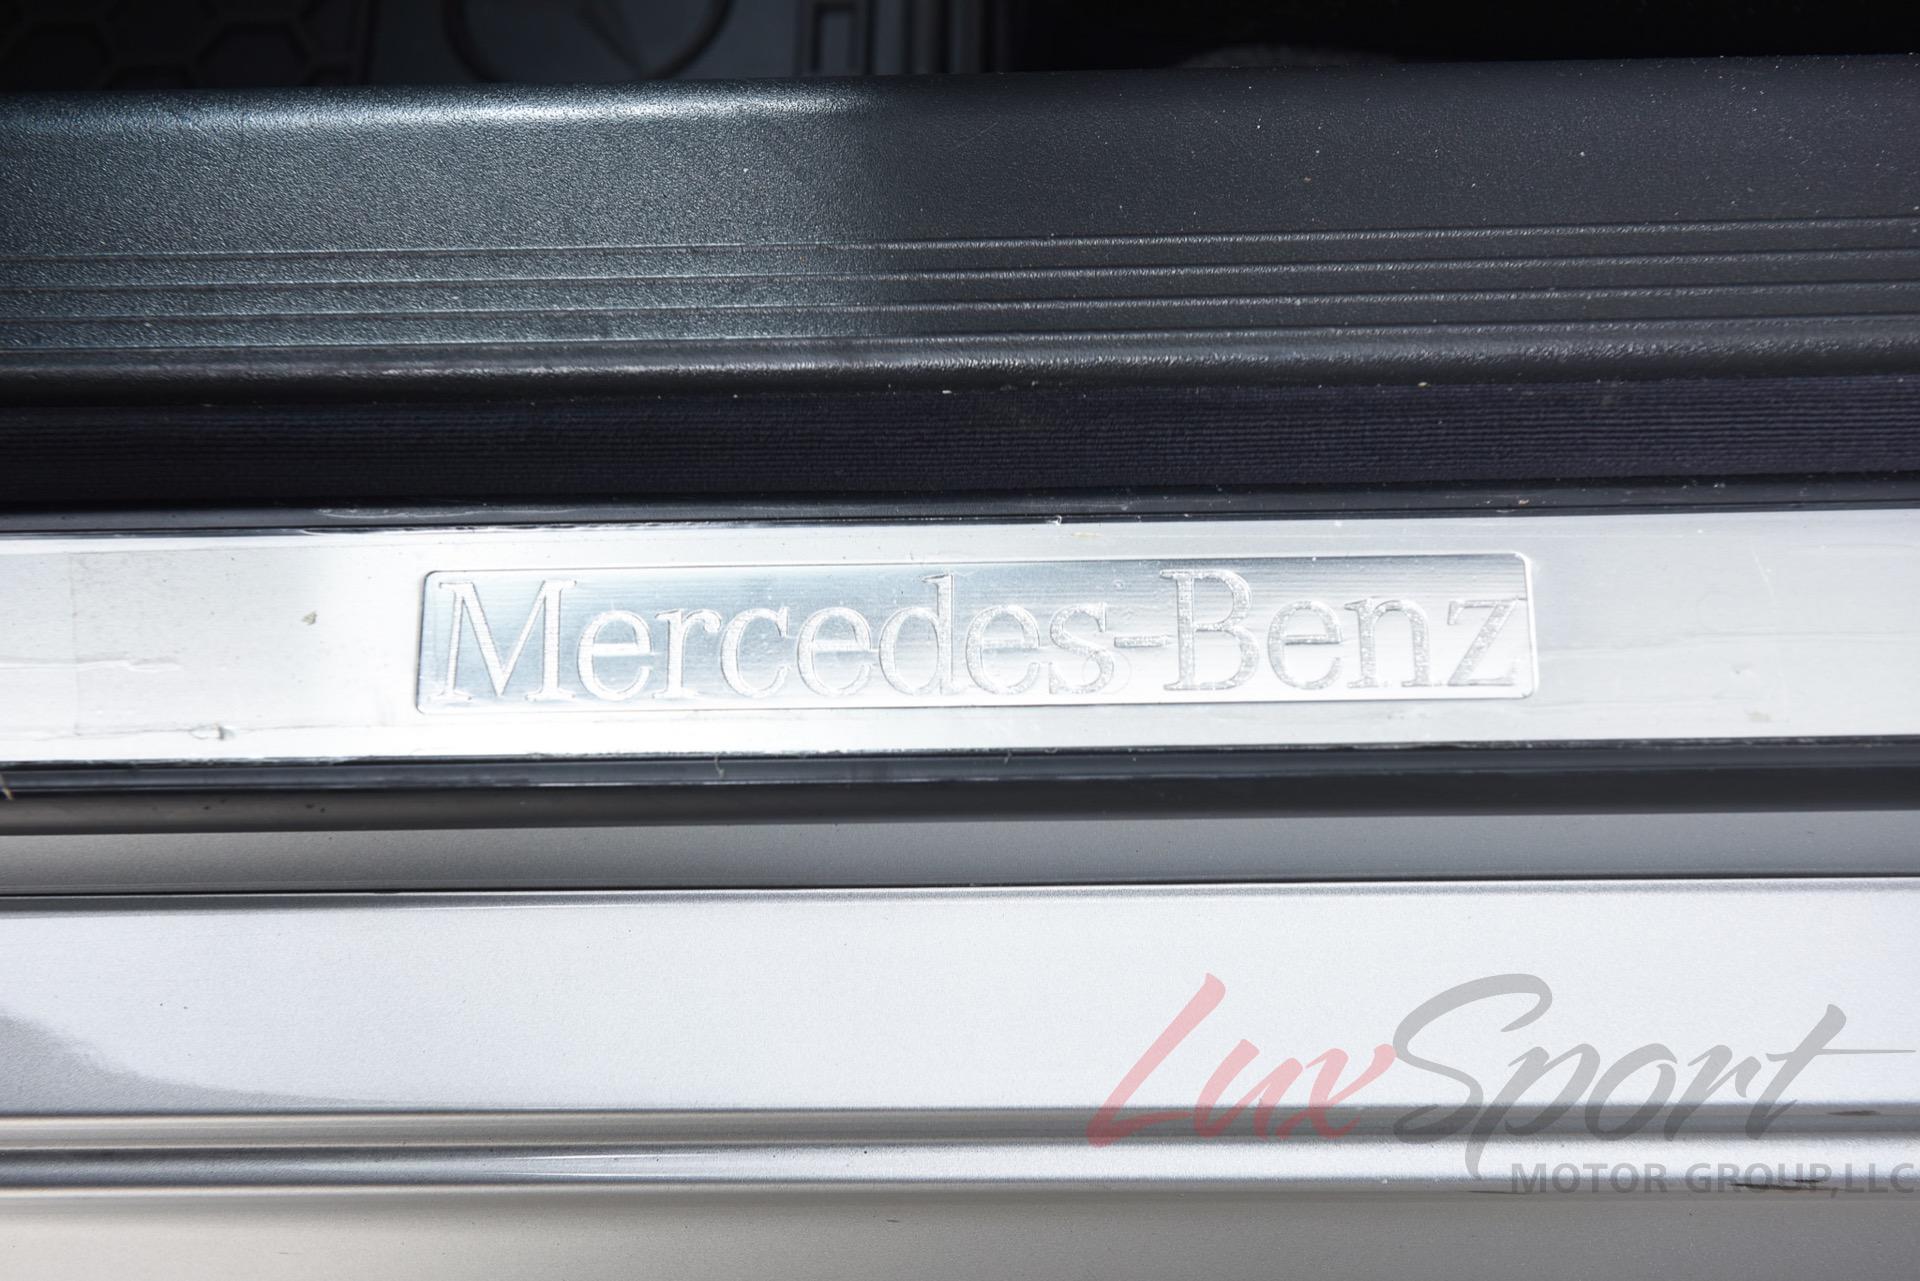 Mercedes-Benz
LuxSport
MOTOR GROUP,LLC